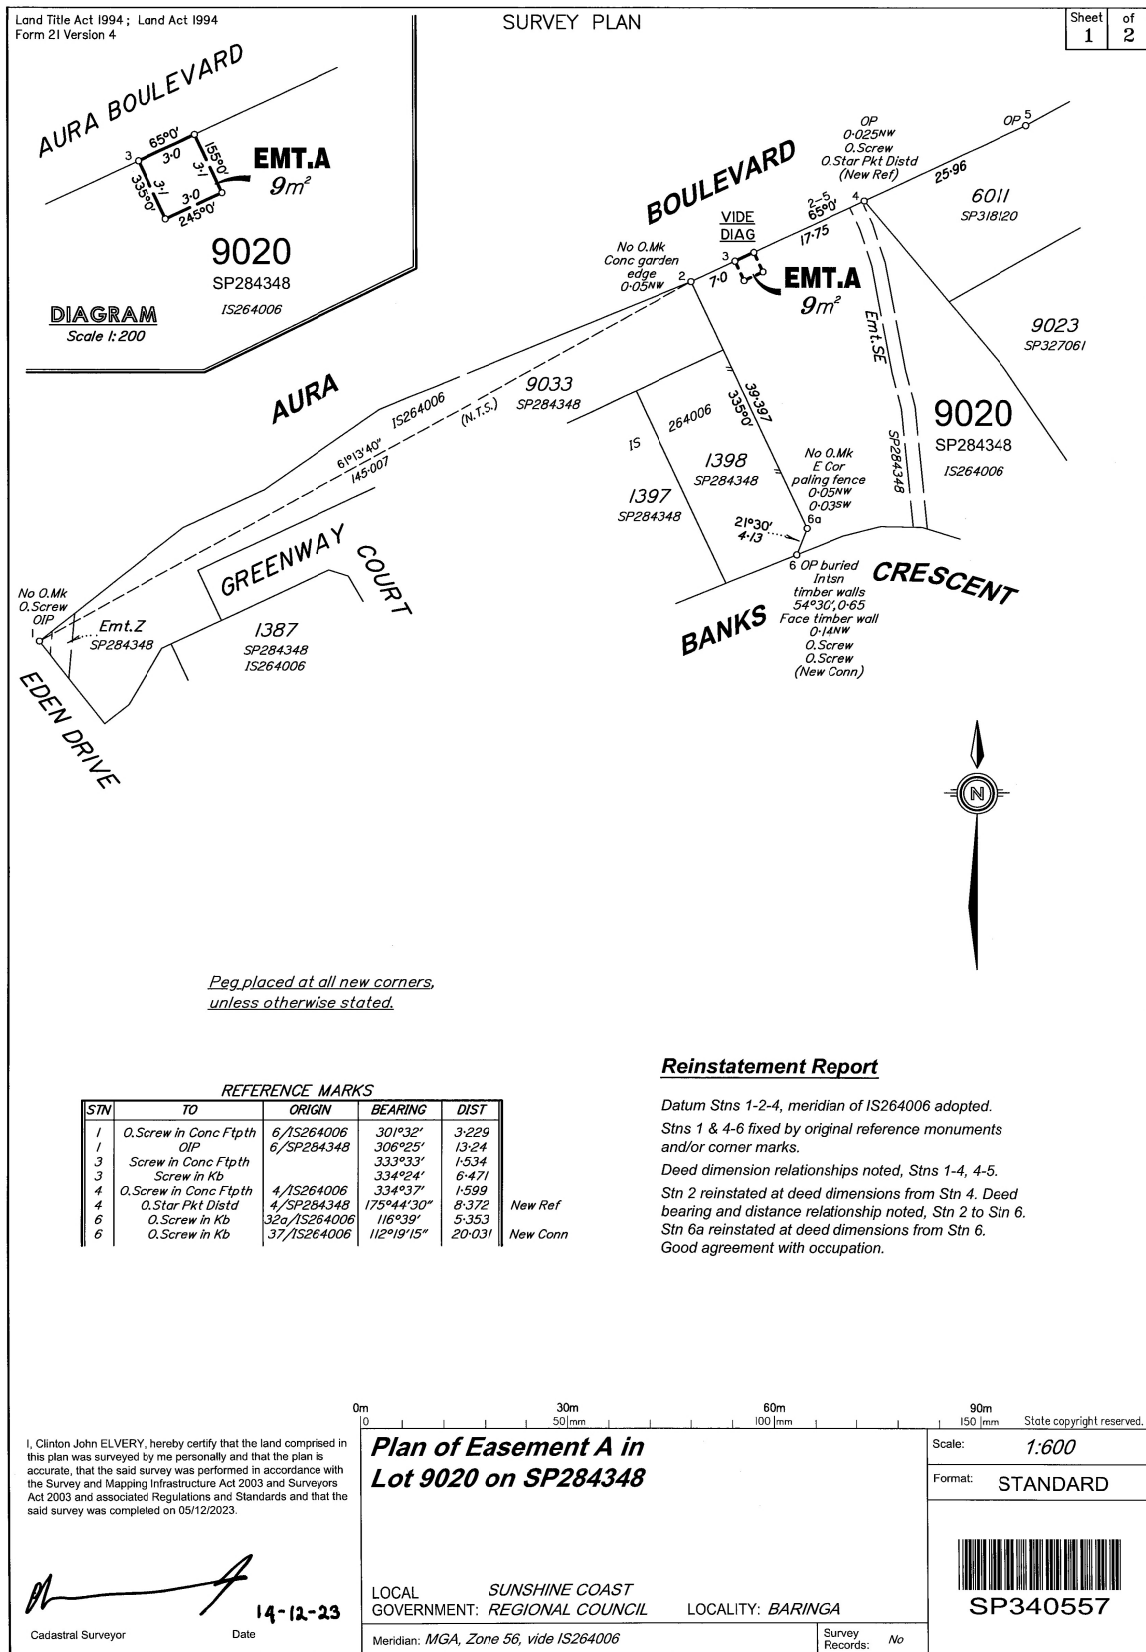 Land Title Act 1994 ; Land Act 1994
Form 21 Version 4
SURVEY PLAN
Sheet of
1 2
AURA BOULEVARD
3
65°0'
3·0
155°0'
3·1
335°0'
3·1
3·0
245°0'
EMT.A
9m²
9020
SP284348
IS264006
DIAGRAM
Scale 1:200
AURA
BOULEVARD
OP
0·025NW
O.Screw
O.Star Pkt Distd
(New Ref)
OP 5
25·96
4
2-5
65°0'
17·75
6011
SP318120
VIDE
DIAG
No O.Mk
Conc garden
edge
0·05NW
2
3
7·0
EMT.A
9m²
9023
SP327061
Emt.SE
SP284348
9020
SP284348
IS264006
9033
SP284348
IS264006
(N.T.S.)
61°13'40"
145·007
39·397
335°0'
IS 264006
1398
SP284348
1397
SP284348
No O.Mk
E Cor
paling fence
0·05NW
0·03SW
6a
21°30'
4·13
6 OP buried
Intsn
timber walls
54°30',0·65
Face timber wall
0·14NW
O.Screw
O.Screw
(New Conn)
BANKS
CRESCENT
GREENWAY
COURT
No O.Mk
O.Screw
OIP
1
Emt.Z
SP284348
1387
SP284348
IS264006
EDEN DRIVE
N
Peg placed at all new corners,
unless otherwise stated.
REFERENCE MARKS
STN TO ORIGIN BEARING DIST
1 O.Screw in Conc Ftpth 6/IS264006 301°32' 3·229
1 OIP 6/SP284348 306°25' 13·24
3 Screw in Conc Ftpth 333°33' 1·534
3 Screw in Kb 334°24' 6·471
4 O.Screw in Conc Ftpth 4/IS264006 334°37' 1·599
4 O.Star Pkt Distd 4/SP284348 175°44'30" 8·372 New Ref
6 O.Screw in Kb 32a/IS264006 116°39' 5·353
6 O.Screw in Kb 37/IS264006 112°19'15" 20·031 New Conn
Reinstatement Report
Datum Stns 1-2-4, meridian of IS264006 adopted.
Stns 1 & 4-6 fixed by original reference monuments
and/or corner marks.
Deed dimension relationships noted, Stns 1-4, 4-5.
Stn 2 reinstated at deed dimensions from Stn 4. Deed
bearing and distance relationship noted, Stn 2 to Stn 6.
Stn 6a reinstated at deed dimensions from Stn 6.
Good agreement with occupation.
0m 30m 60m 90m
0 50 mm 100 mm 150 mm State copyright reserved.
I, Clinton John ELVERY, hereby certify that the land comprised in
this plan was surveyed by me personally and that the plan is
accurate, that the said survey was performed in accordance with
the Survey and Mapping Infrastructure Act 2003 and Surveyors
Act 2003 and associated Regulations and Standards and that the
said survey was completed on 05/12/2023.
14-12-23
Cadastral Surveyor Date
Plan of Easement A in
Lot 9020 on SP284348
LOCAL
GOVERNMENT: SUNSHINE COAST
REGIONAL COUNCIL
LOCALITY: BARINGA
Meridian: MGA, Zone 56, vide IS264006
Survey
Records: No
Scale: 1:600
Format: STANDARD
SP340557